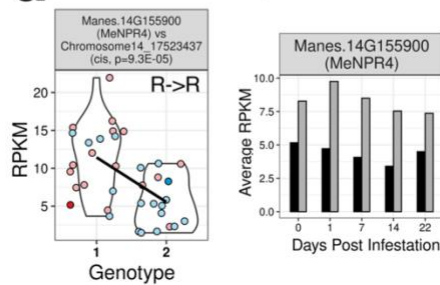 Manes.14G155900
(MeNPR4) vs
Chromosome14_17523437
(cis, p=9.3E-05)
R->R
RPKM
20
15
10
5
1
2
Genotype
Manes.14G155900
(MeNPR4)
Average RPKM
10.0
7.5
5.0
2.5
0.0
0
1
7
14
22
Days Post Infestation